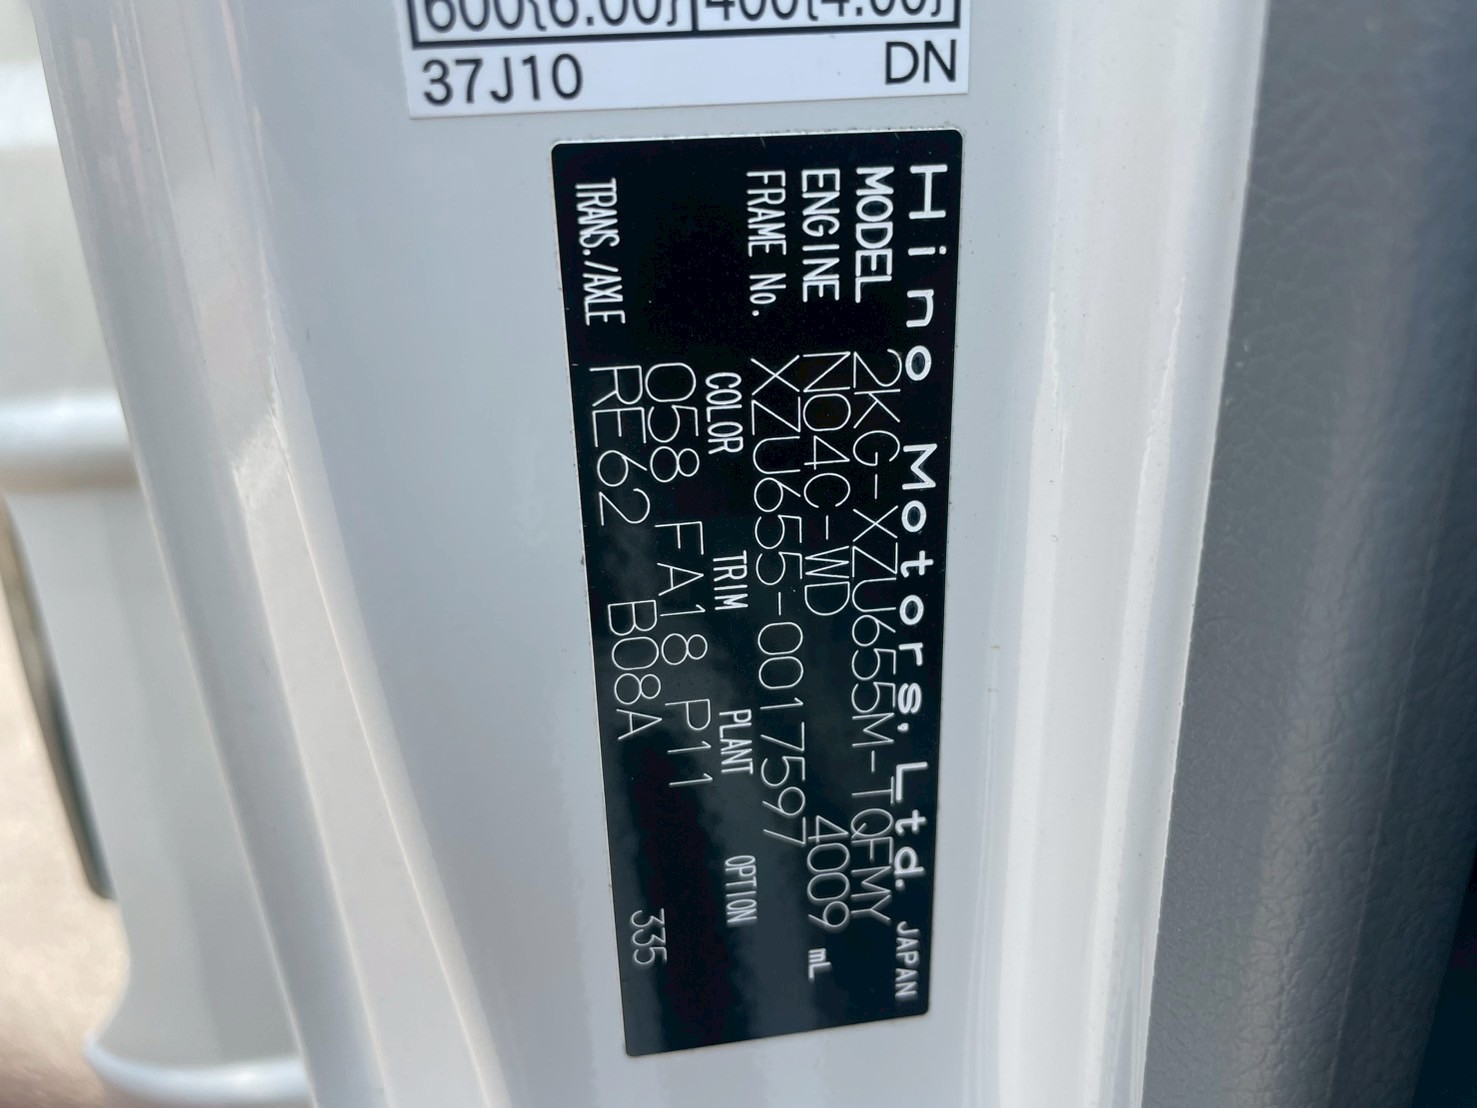 600{6.00} 400{4.00}
37J10 DN
Hino Motors, Ltd. JAPAN
MODEL 2KG-XZU655M-TQFMY
ENGINE N04C-WD 4009 mL
FRAME No. XZU655-0017597
COLOR TRIM PLANT OPTION
058 FA18 P11
TRANS./AXLE RE62 B08A 335